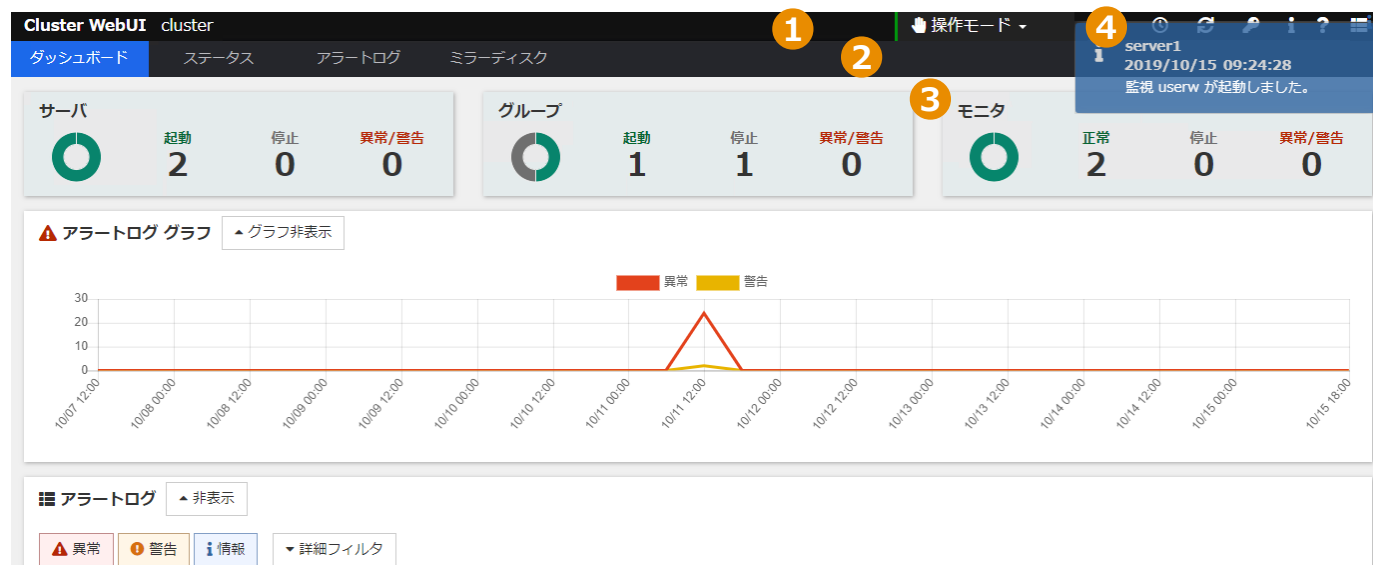 Cluster WebUI cluster 1 操作モード 4
ダッシュボード ステータス アラートログ ミラーディスク 2
server1
2019/10/15 09:24:28
監視 userw が起動しました。
3
サーバ
起動 停止 異常/警告
2 0 0
グループ
起動 停止 異常/警告
1 1 0
モニタ
正常 停止 異常/警告
2 0 0
アラートログ グラフ グラフ非表示
異常 警告
30
20
10
0
10/07 12:00 10/08 00:00 10/08 12:00 10/09 00:00 10/09 12:00 10/10 00:00 10/10 12:00 10/11 00:00 10/11 12:00 10/12 00:00 10/12 12:00 10/13 00:00 10/13 12:00 10/14 00:00 10/14 12:00 10/15 00:00 10/15 18:00
アラートログ 非表示
異常 警告 情報 詳細フィルタ